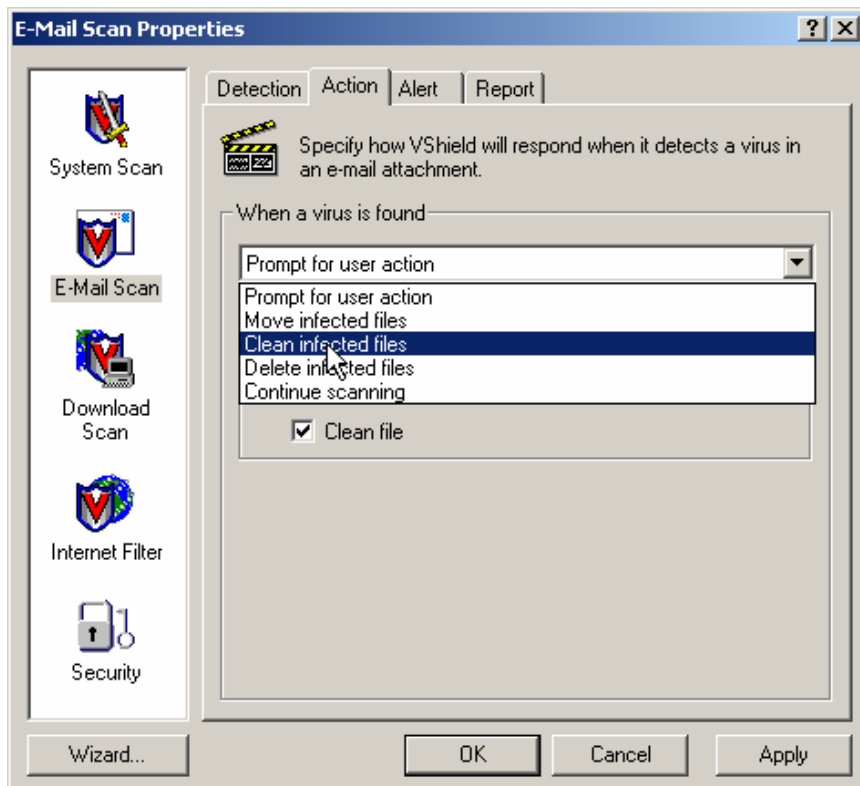 E-Mail Scan Properties
System Scan
E-Mail Scan
Download
Scan
Internet Filter
Security
Detection
Action
Alert
Report
Specify how VShield will respond when it detects a virus in
an e-mail attachment.
When a virus is found
Prompt for user action
Prompt for user action
Move infected files
Clean infected files
Delete infected files
Continue scanning
Clean file
Wizard...
OK
Cancel
Apply